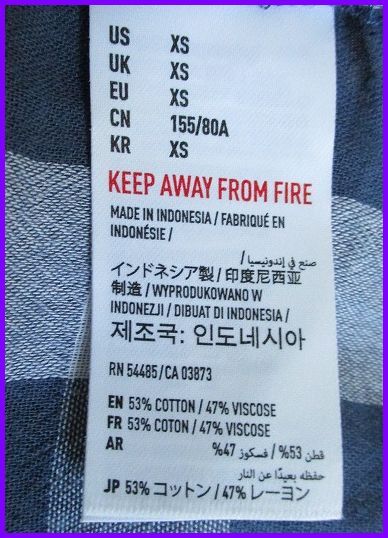 US XS
UK XS
EU XS
CN 155/80A
KR XS
KEEP AWAY FROM FIRE
MADE IN INDONESIA / FABRIQUÉ EN
INDONÉSIE /
صنع في إندونيسيا /
インドネシア製 / 印度尼西亚
制造 / WYPRODUKOWANO W
INDONEZJI / DIBUAT DI INDONESIA /
제조국: 인도네시아
RN 54485 / CA 03873
EN 53% COTTON / 47% VISCOSE
FR 53% COTON / 47% VISCOSE
AR قطن 53% / فسكوز 47%
حفظه بعيدًا عن النار
JP 53% コットン / 47% レーヨン